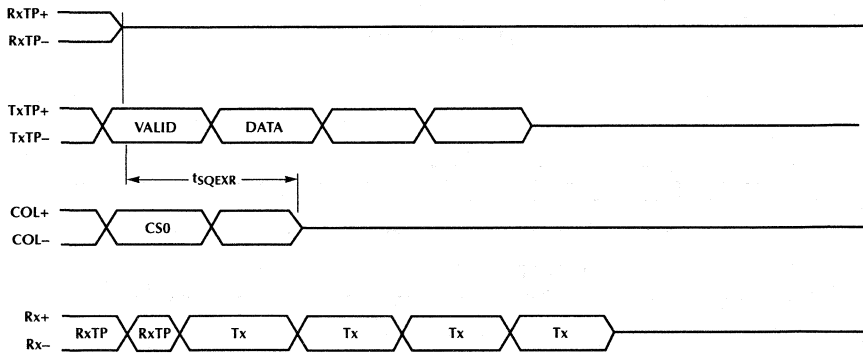 RxTP+
RxTP–
TxTP+
TxTP–
VALID DATA
tSQEXR
COL+
COL–
CS0
Rx+
Rx–
RxTP RxTP Tx Tx Tx Tx